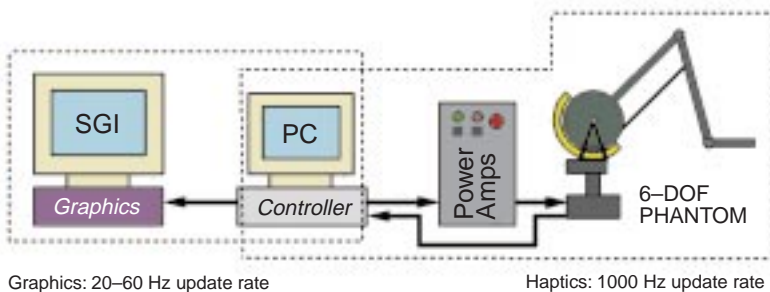 SGI
PC
Graphics
Controller
Power
Amps
6–DOF
PHANTOM
Graphics: 20–60 Hz update rate
Haptics: 1000 Hz update rate